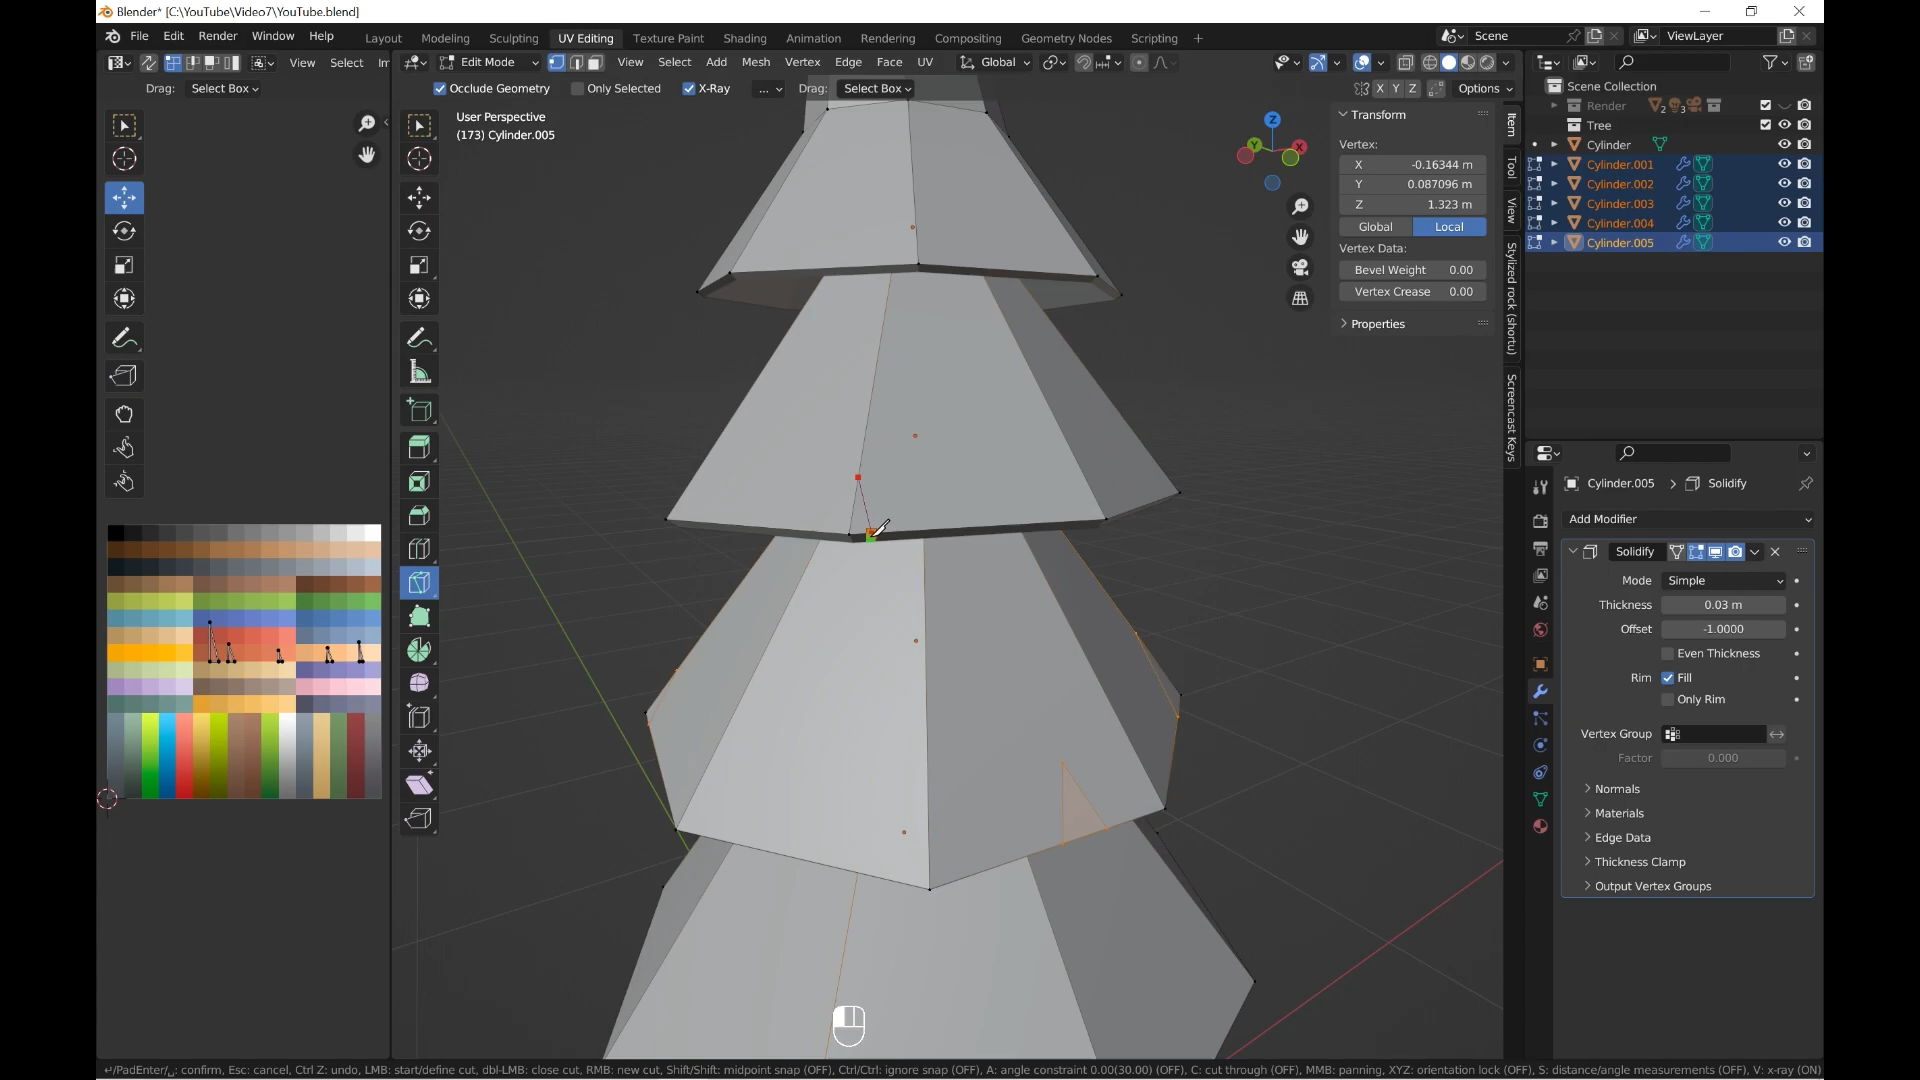 Blender* [C:\YouTube\Video7\YouTube.blend]
File Edit Render Window Help Layout Modeling Sculpting UV Editing Texture Paint Shading Animation Rendering Compositing Geometry Nodes Scripting + Scene ViewLayer
View Select Im Edit Mode View Select Add Mesh Vertex Edge Face UV Global
Drag: Select Box Occlude Geometry Only Selected X-Ray ... Drag: Select Box X Y Z Options
User Perspective
(173) Cylinder.005
Z
Y
X
Transform
Vertex:
X -0.16344 m
Y 0.087096 m
Z 1.323 m
Global Local
Vertex Data:
Bevel Weight 0.00
Vertex Crease 0.00
Properties
Item
Tool
View
Stylized rock (shortu)
Screencast Keys
Scene Collection
Render 2 3
Tree
Cylinder
Cylinder.001
Cylinder.002
Cylinder.003
Cylinder.004
Cylinder.005
Cylinder.005 Solidify
Add Modifier
Solidify
Mode Simple
Thickness 0.03 m
Offset -1.0000
Even Thickness
Rim Fill
Only Rim
Vertex Group
Factor 0.000
Normals
Materials
Edge Data
Thickness Clamp
Output Vertex Groups
↵/PadEnter/␣: confirm, Esc: cancel, Ctrl Z: undo, LMB: start/define cut, dbl-LMB: close cut, RMB: new cut, Shift/Shift: midpoint snap (OFF), Ctrl/Ctrl: ignore snap (OFF), A: angle constraint 0.00(30.00) (OFF), C: cut through (OFF), MMB: panning, XYZ: orientation lock (OFF), S: distance/angle measurements (OFF), V: x-ray (ON)